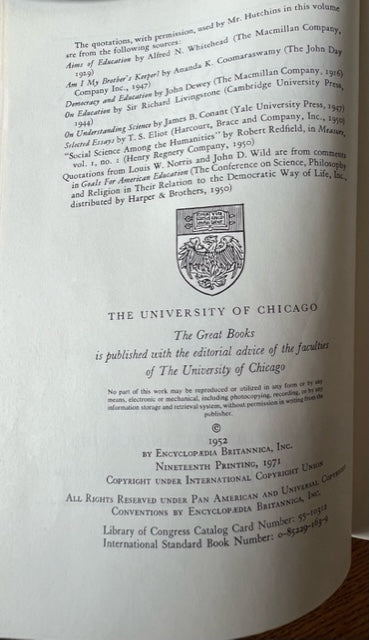 The quotations, with permission, used by Mr. Hutchins in this volume
are from the following sources:
Aims of Education by Alfred N. Whitehead (The Macmillan Company,
1929)
Am I My Brother's Keeper? by Ananda K. Coomaraswamy (The John Day
Company Inc., 1947)
Democracy and Education by John Dewey (The Macmillan Company, 1916)
On Education by Sir Richard Livingstone (Cambridge University Press,
1944)
On Understanding Science by James B. Conant (Yale University Press, 1947)
Selected Essays by T. S. Eliot (Harcourt, Brace and Company, Inc., 1950)
"Social Science Among the Humanities" by Robert Redfield, in Measure,
vol. 1, no. 1 (Henry Regnery Company, 1950)
Quotations from Louis W. Norris and John D. Wild are from comments
in Goals For American Education (The Conference on Science, Philosophy
and Religion in Their Relation to the Democratic Way of Life, Inc.,
distributed by Harper & Brothers, 1950)
THE UNIVERSITY OF CHICAGO
The Great Books
is published with the editorial advice of the faculties
of The University of Chicago
No part of this work may be reproduced or utilized in any form or by any
means, electronic or mechanical, including photocopying, recording, or by any
information storage and retrieval system, without permission in writing from the
publisher.
©
1952
BY ENCYCLOPÆDIA BRITANNICA, INC.
NINETEENTH PRINTING, 1971
COPYRIGHT UNDER INTERNATIONAL COPYRIGHT UNION
ALL RIGHTS RESERVED UNDER PAN AMERICAN AND UNIVERSAL COPYRIGHT
CONVENTIONS BY ENCYCLOPÆDIA BRITANNICA, INC.
Library of Congress Catalog Card Number: 55-10312
International Standard Book Number: 0-85229-163-9